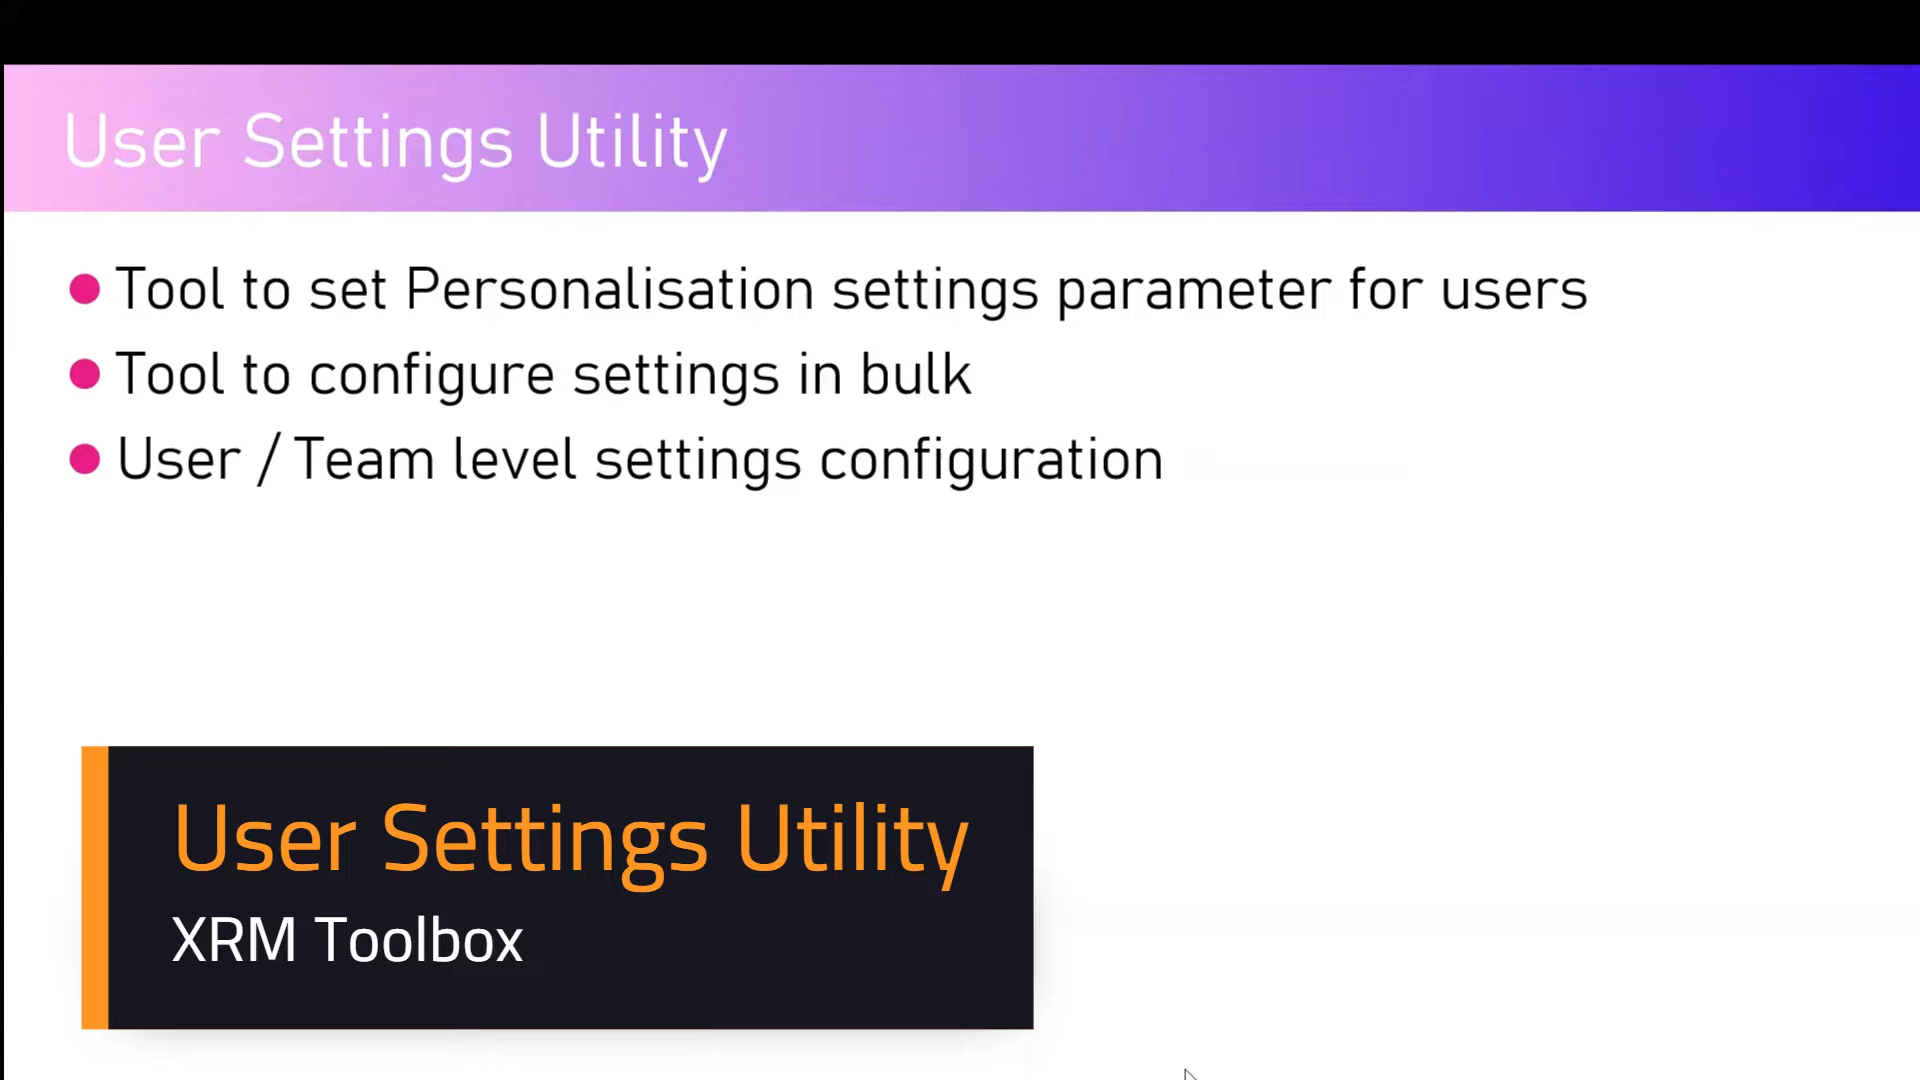 User Settings Utility
Tool to set Personalisation settings parameter for users
Tool to configure settings in bulk
User / Team level settings configuration
User Settings Utility
XRM Toolbox